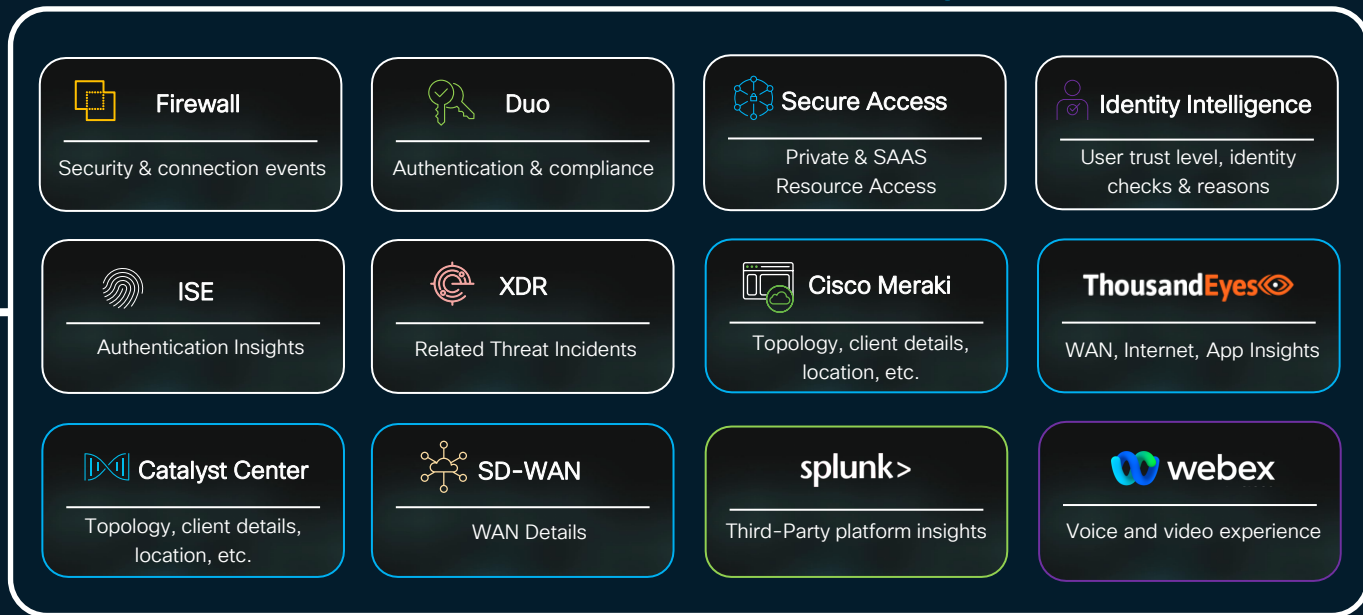 Firewall
Security & connection events
Duo
Authentication & compliance
Secure Access
Private & SAAS
Resource Access
Identity Intelligence
User trust level, identity
checks & reasons
ISE
Authentication Insights
XDR
Related Threat Incidents
Cisco Meraki
Topology, client details,
location, etc.
ThousandEyes
WAN, Internet, App Insights
Catalyst Center
Topology, client details,
location, etc.
SD-WAN
WAN Details
splunk>
Third-Party platform insights
webex
Voice and video experience